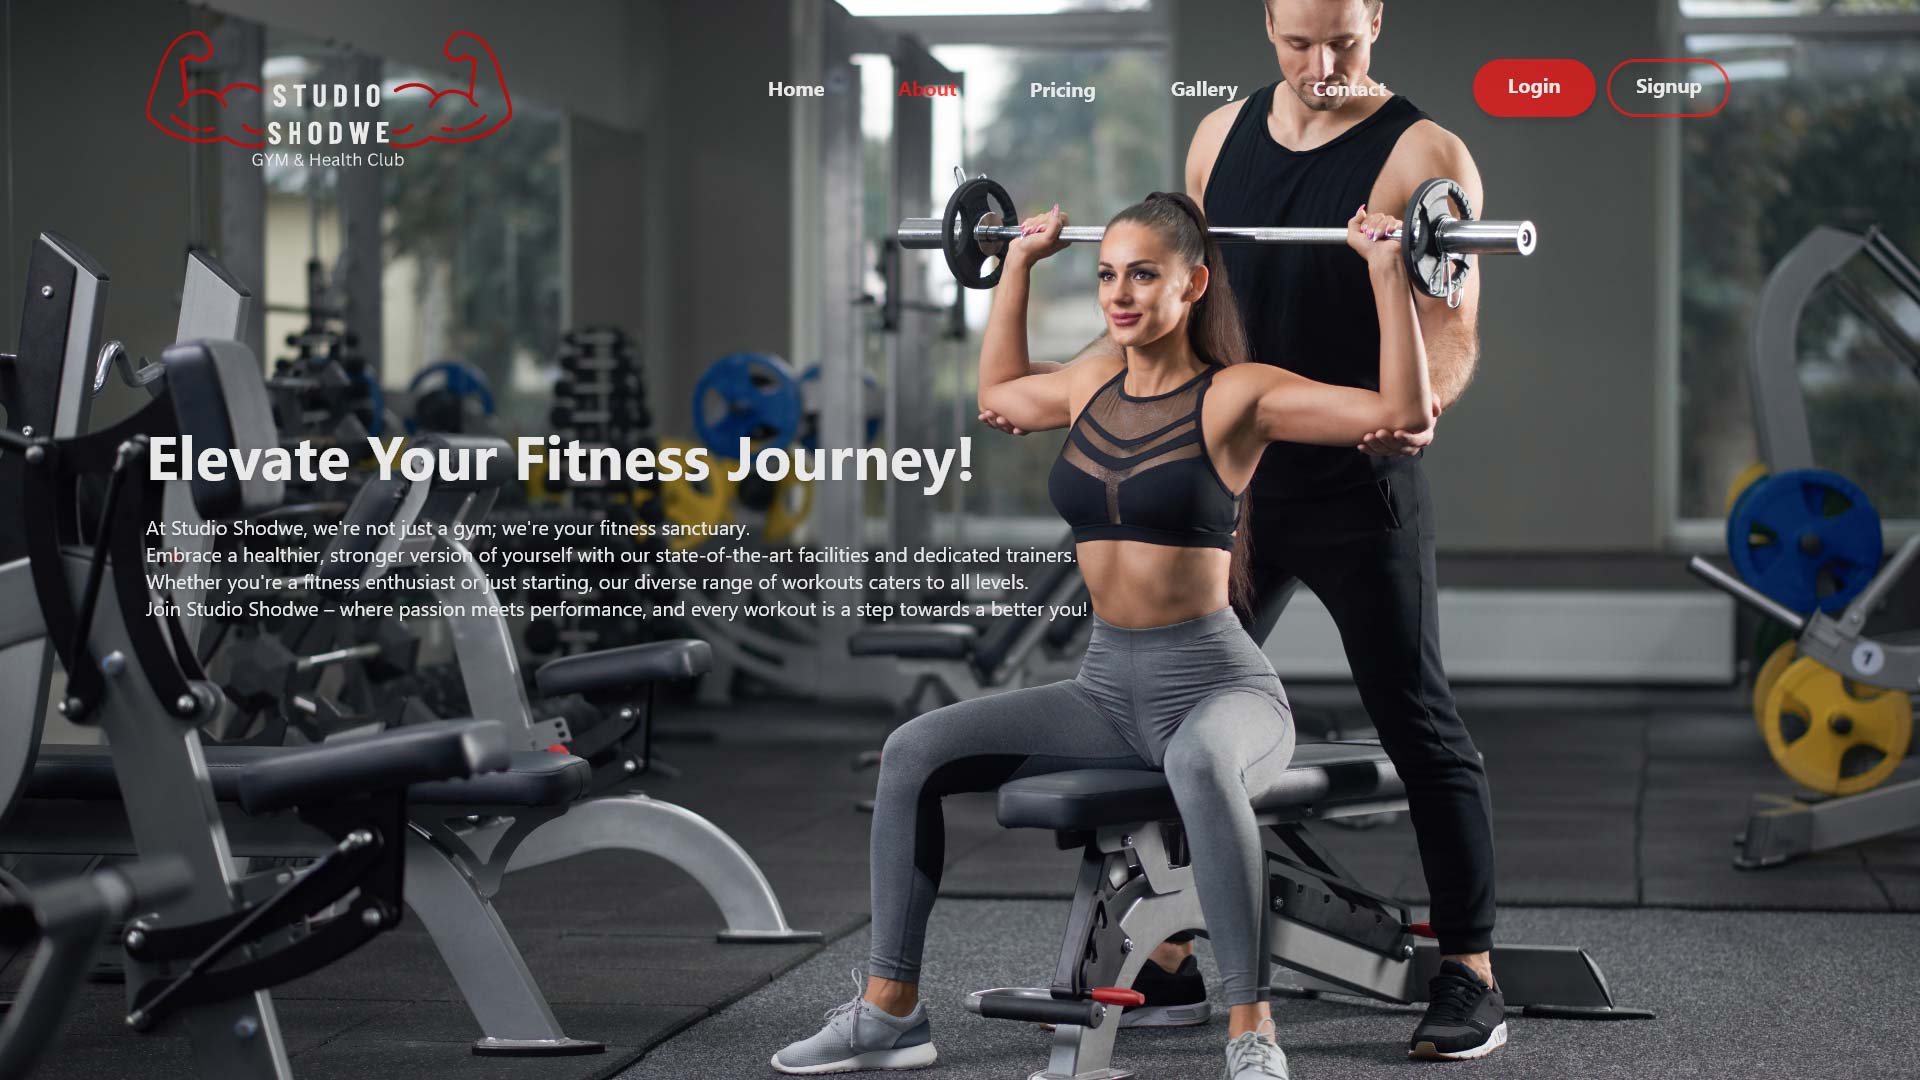 STUDIO
SHODWE
GYM & Health Club
Home About Pricing Gallery Contact Login Signup
Elevate Your Fitness Journey!
At Studio Shodwe, we're not just a gym; we're your fitness sanctuary.
Embrace a healthier, stronger version of yourself with our state-of-the-art facilities and dedicated trainers.
Whether you're a fitness enthusiast or just starting, our diverse range of workouts caters to all levels.
Join Studio Shodwe – where passion meets performance, and every workout is a step towards a better you!
7